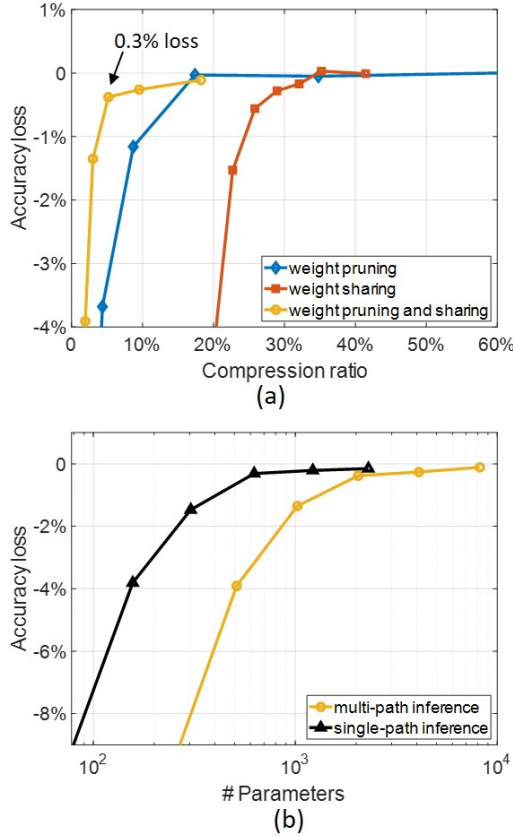 1%
0.3% loss
0
-1%
-2%
-3%
-4%
Accuracy loss
weight pruning
weight sharing
weight pruning and sharing
0 10% 20% 30% 40% 50% 60%
Compression ratio
(a)
0
-2%
-4%
-6%
-8%
Accuracy loss
multi-path inference
single-path inference
10² 10³ 10⁴
# Parameters
(b)